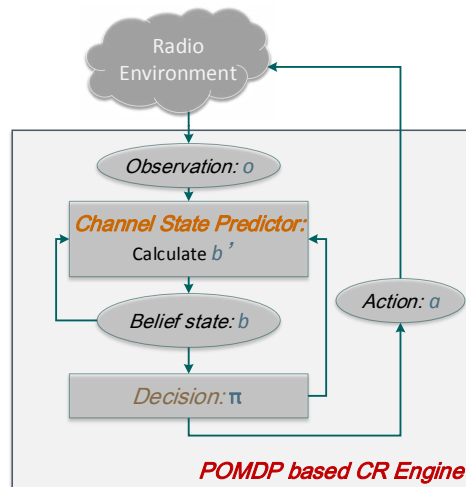 Radio
Environment
Observation: o
Channel State Predictor:
Calculate b’
Belief state: b
Action: a
Decision: π
POMDP based CR Engine